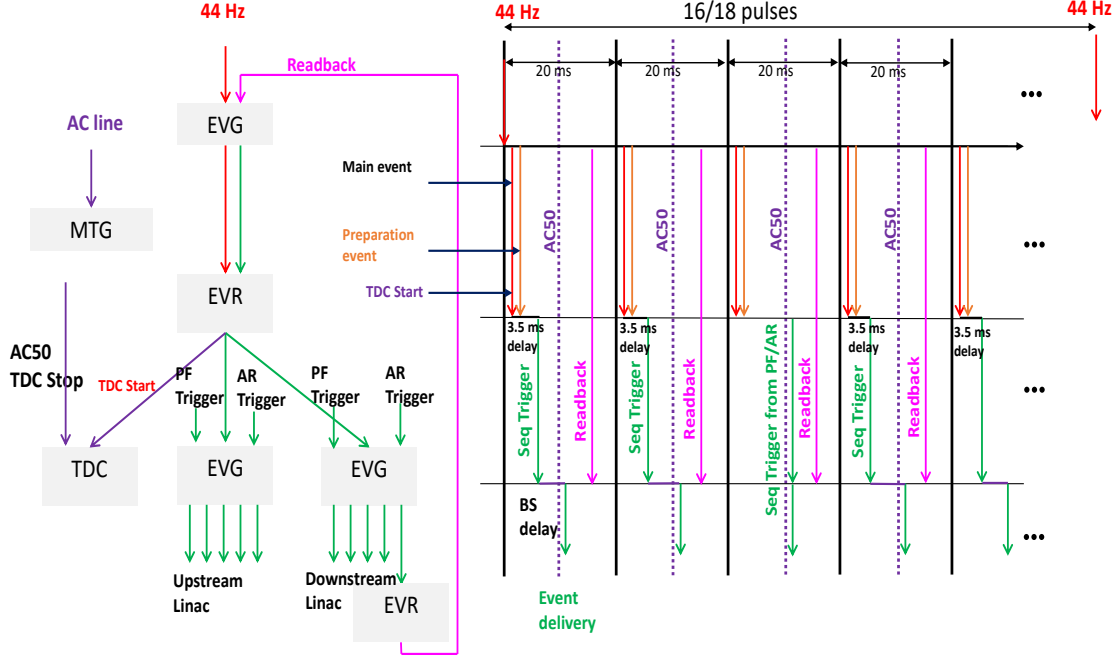 44 Hz
Readback
EVG
AC line
MTG
EVR
AC50
TDC Stop
TDC Start
PF
Trigger
AR
Trigger
PF
Trigger
AR
Trigger
TDC
EVG
EVG
Upstream
Linac
Downstream
Linac
EVR
44 Hz
16/18 pulses
44 Hz
20 ms
20 ms
20 ms
20 ms
...
Main event
Preparation
event
TDC Start
AC50
AC50
AC50
AC50
...
3.5 ms
delay
3.5 ms
delay
3.5 ms
delay
3.5 ms
delay
Seq Trigger
Readback
Seq Trigger
Readback
Seq Trigger from PF/AR
Readback
Seq Trigger
Readback
...
BS
delay
...
Event
delivery